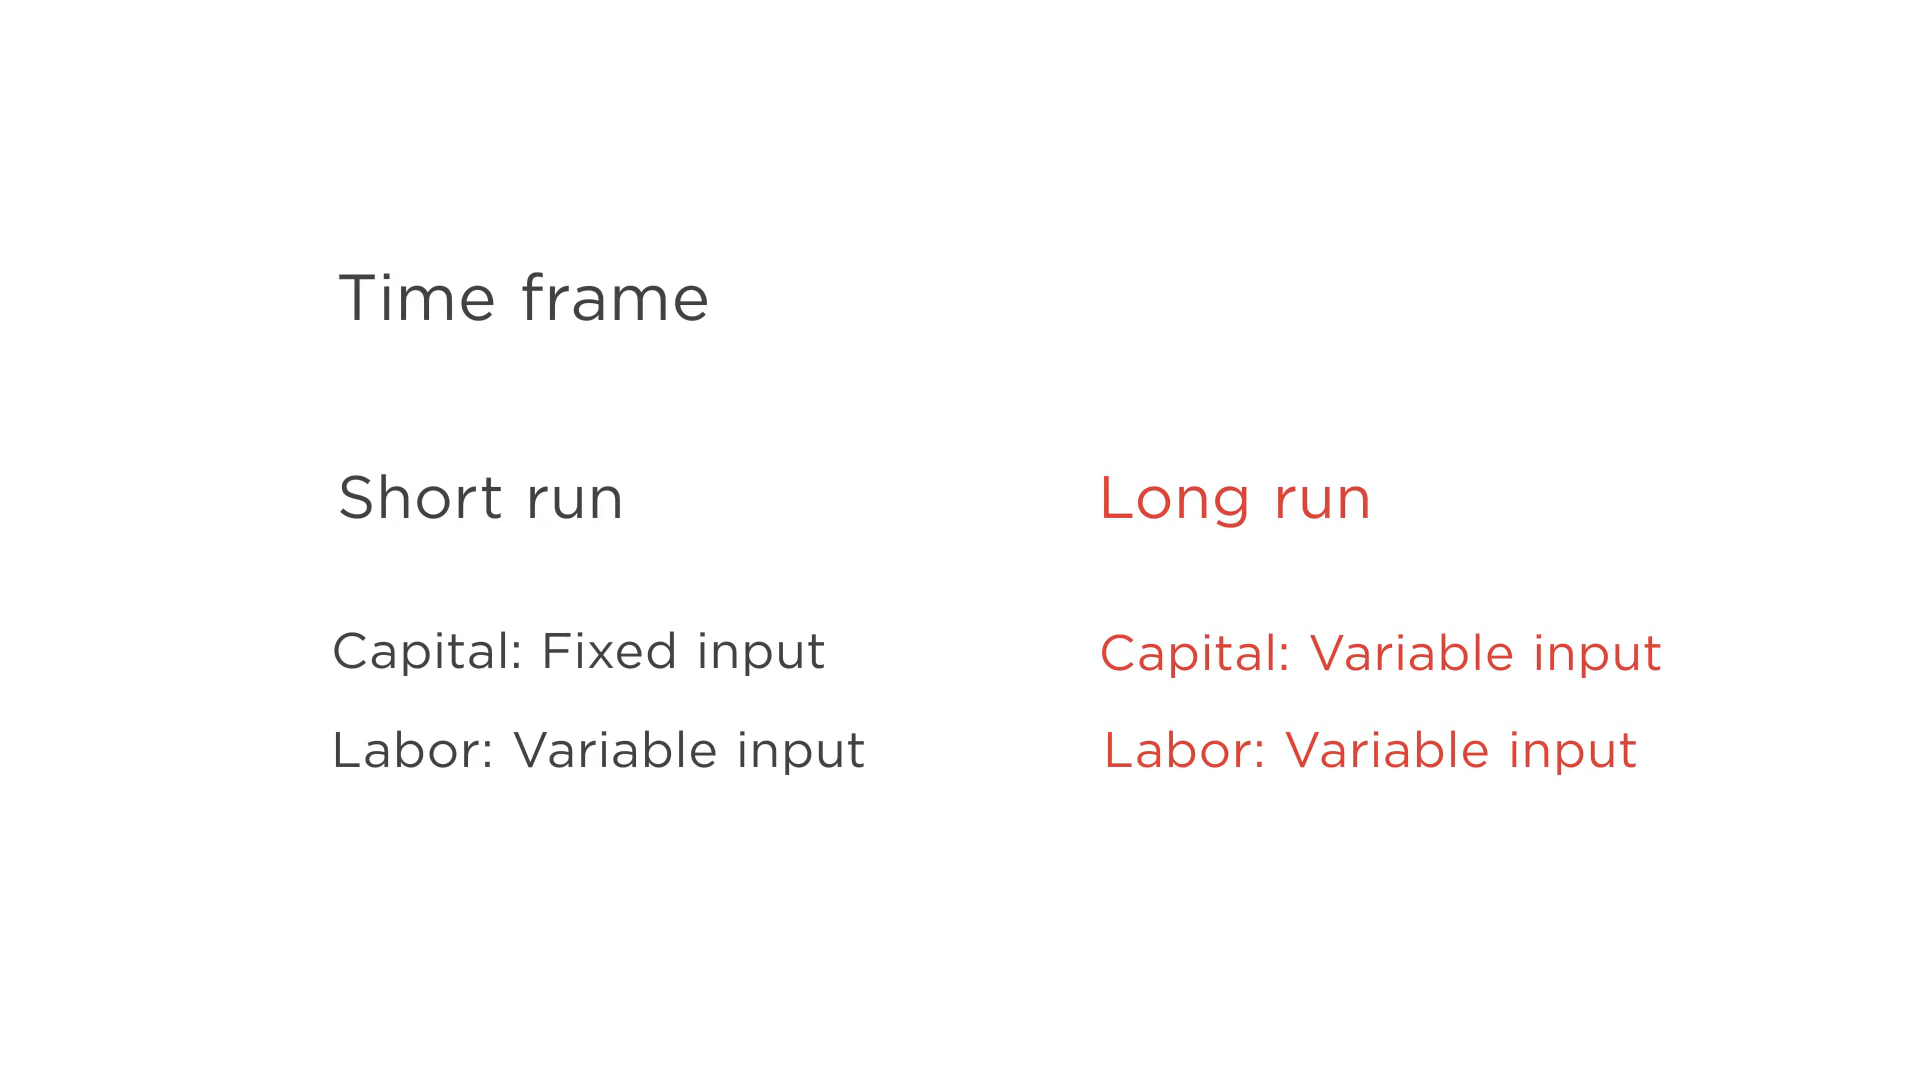 Time frame
Short run
Long run
Capital: Fixed input
Capital: Variable input
Labor: Variable input
Labor: Variable input